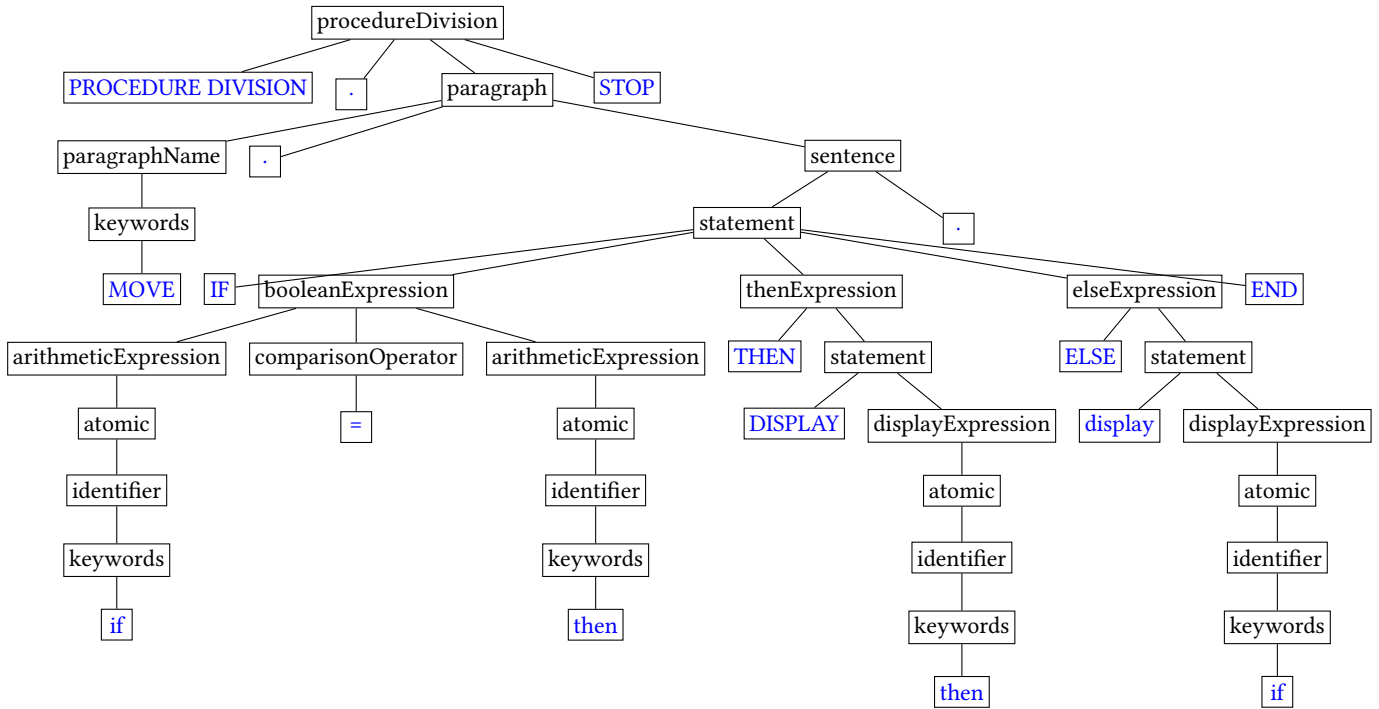 procedureDivision
PROCEDURE DIVISION . paragraph STOP
paragraphName . sentence
keywords statement .
MOVE IF booleanExpression thenExpression elseExpression END
arithmeticExpression comparisonOperator arithmeticExpression THEN statement ELSE statement
atomic = atomic DISPLAY displayExpression display displayExpression
identifier identifier atomic atomic
keywords keywords identifier identifier
if then keywords keywords
then if